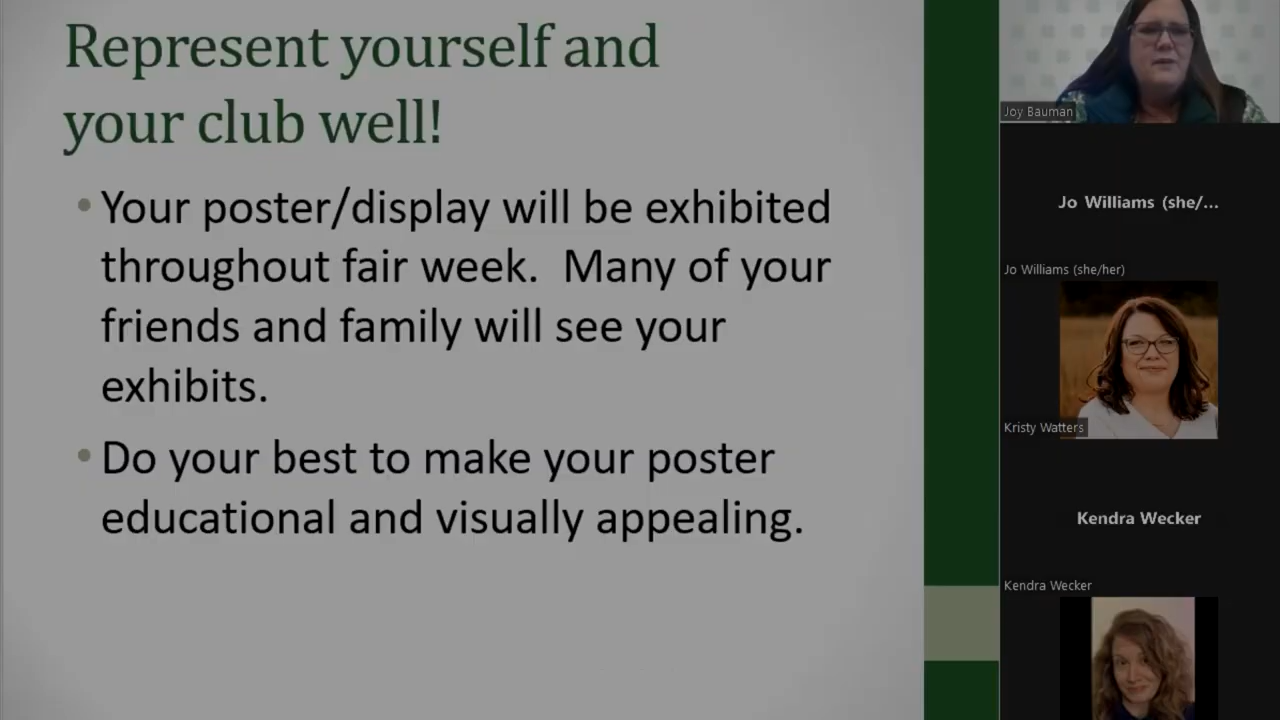 Represent yourself and
your club well!
• Your poster/display will be exhibited
throughout fair week.  Many of your
friends and family will see your
exhibits.
• Do your best to make your poster
educational and visually appealing.
Joy Bauman
Jo Williams (she/...
Jo Williams (she/her)
Kristy Watters
Kendra Wecker
Kendra Wecker